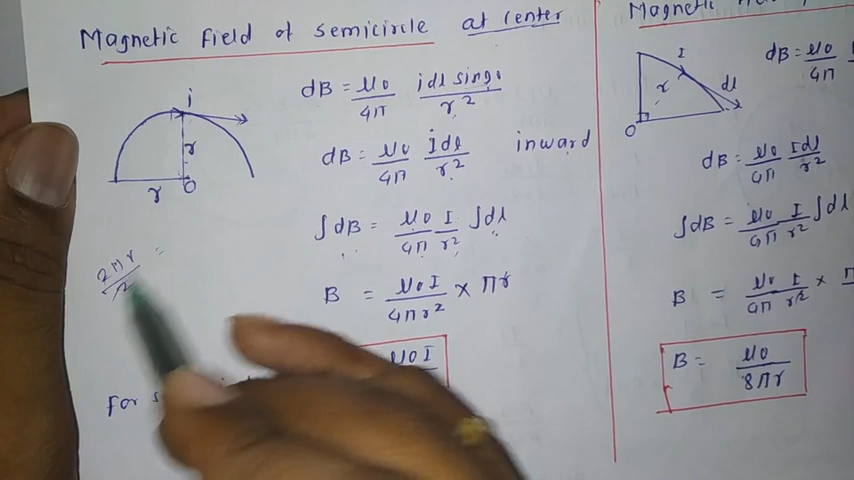 Magnetic field of semicircle at center
i
r
r
O
dB = μ0/4π idl sin90/r²
dB = μ0/4π idl/r² inward
∫dB = μ0/4π I/r² ∫dl
B = μ0I/4πr² × πr
2πr/2 =
μ0I
For
Magnetic
I
r
dl
O
dB = μ0/4π
dB = μ0/4π Idl/r²
∫dB = μ0/4π I/r² ∫dl
B = μ0/4π I/r² ×
B = μ0/8πr